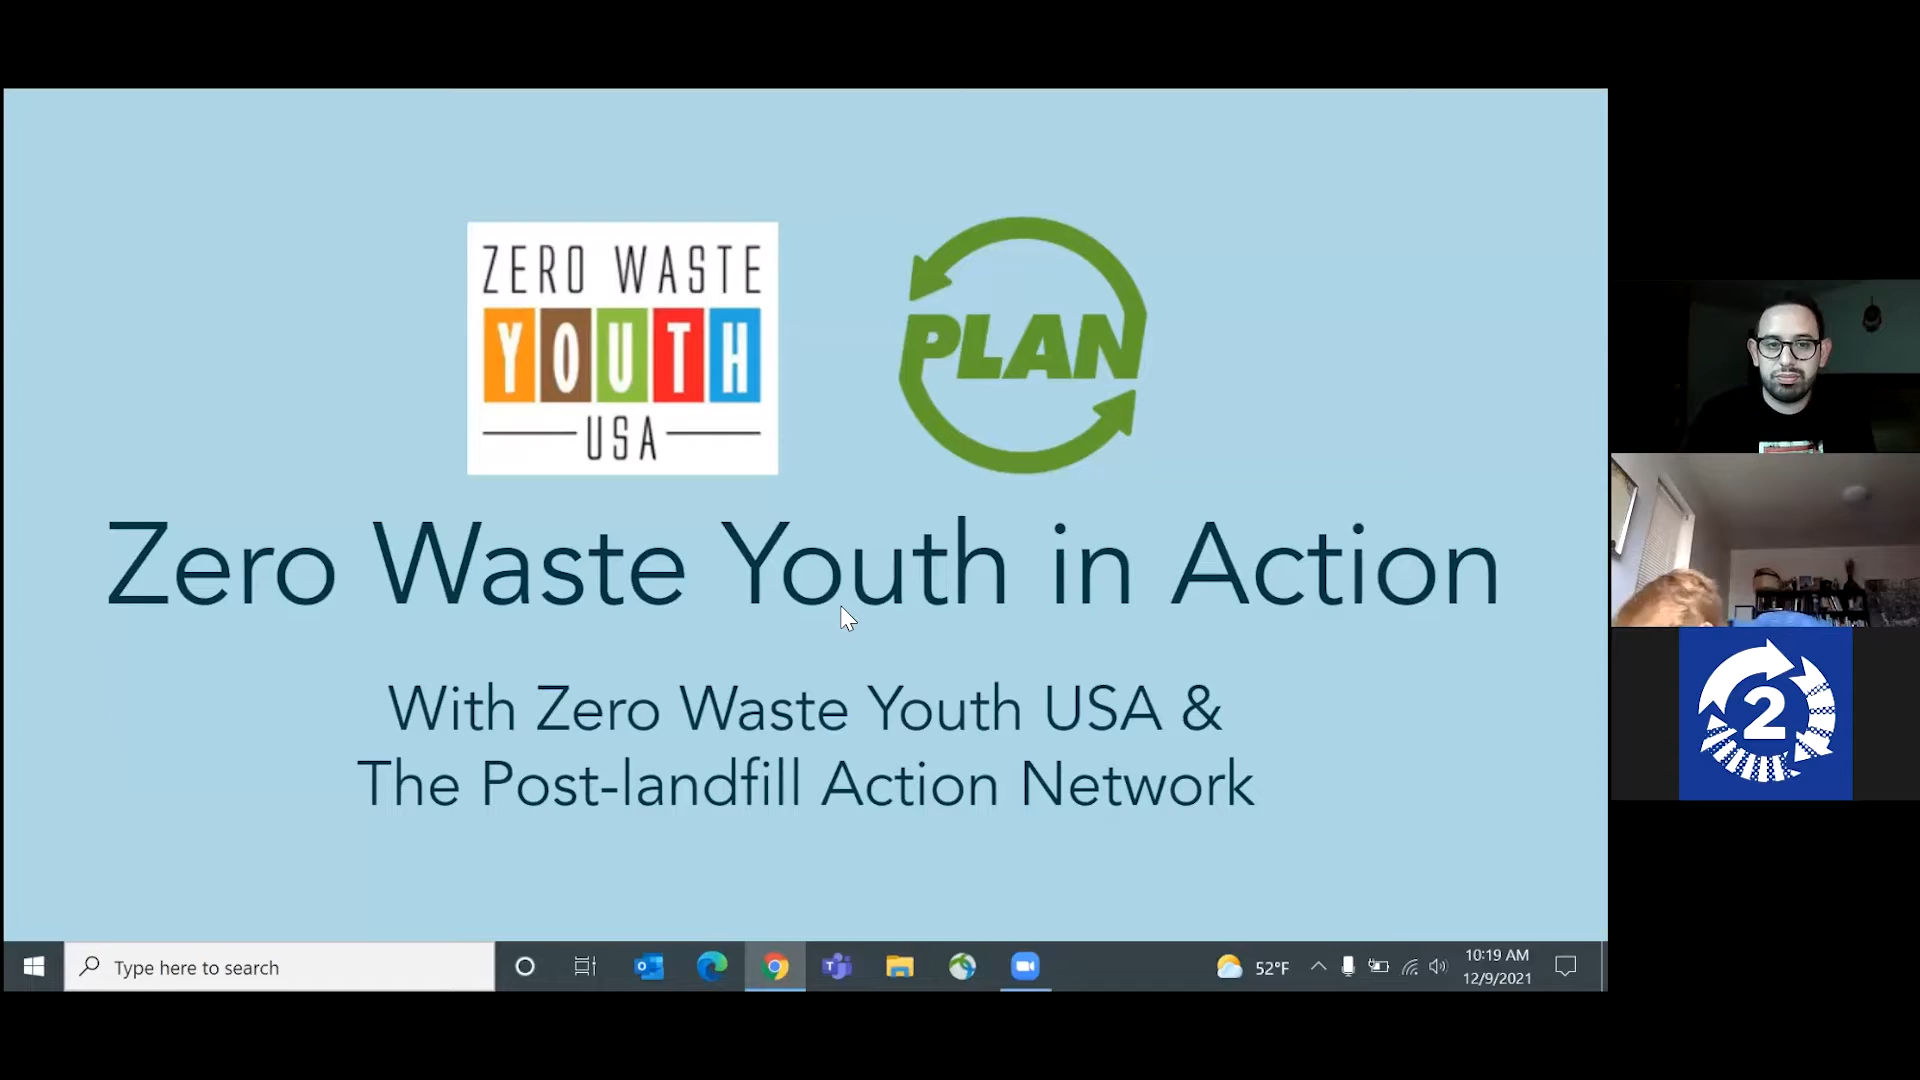 ZERO WASTE
YOUTH
USA
PLAN
Zero Waste Youth in Action
With Zero Waste Youth USA &
The Post-landfill Action Network
2
Type here to search
52°F
10:19 AM
12/9/2021